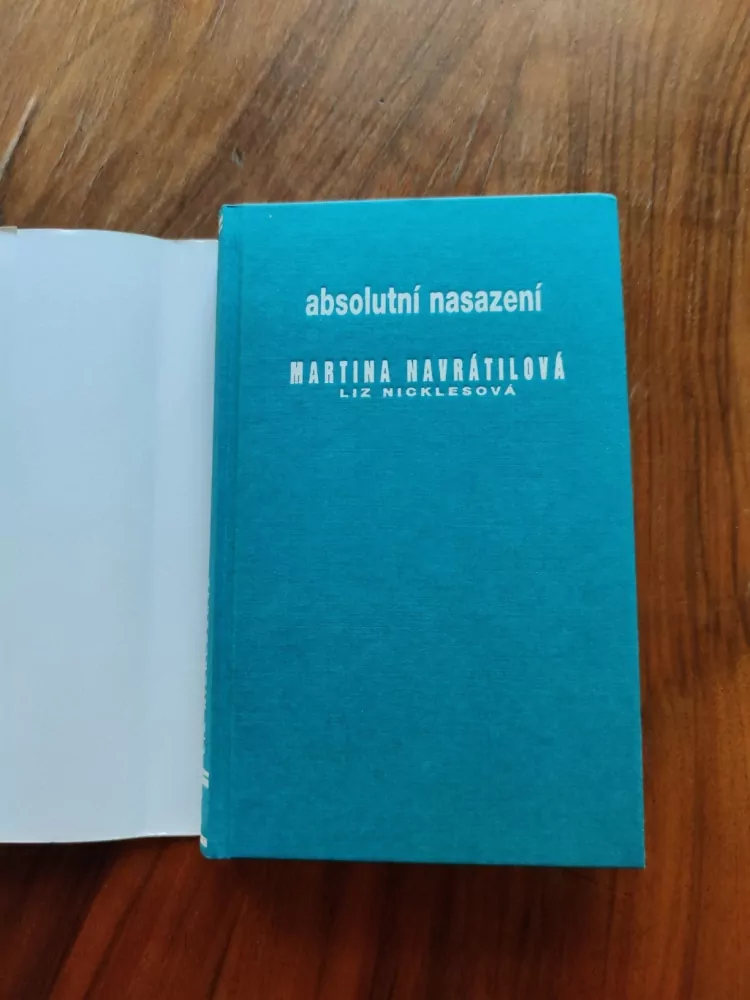 absolutní nasazení
MARTINA NAVRÁTILOVÁ
LIZ NICKLESOVÁ